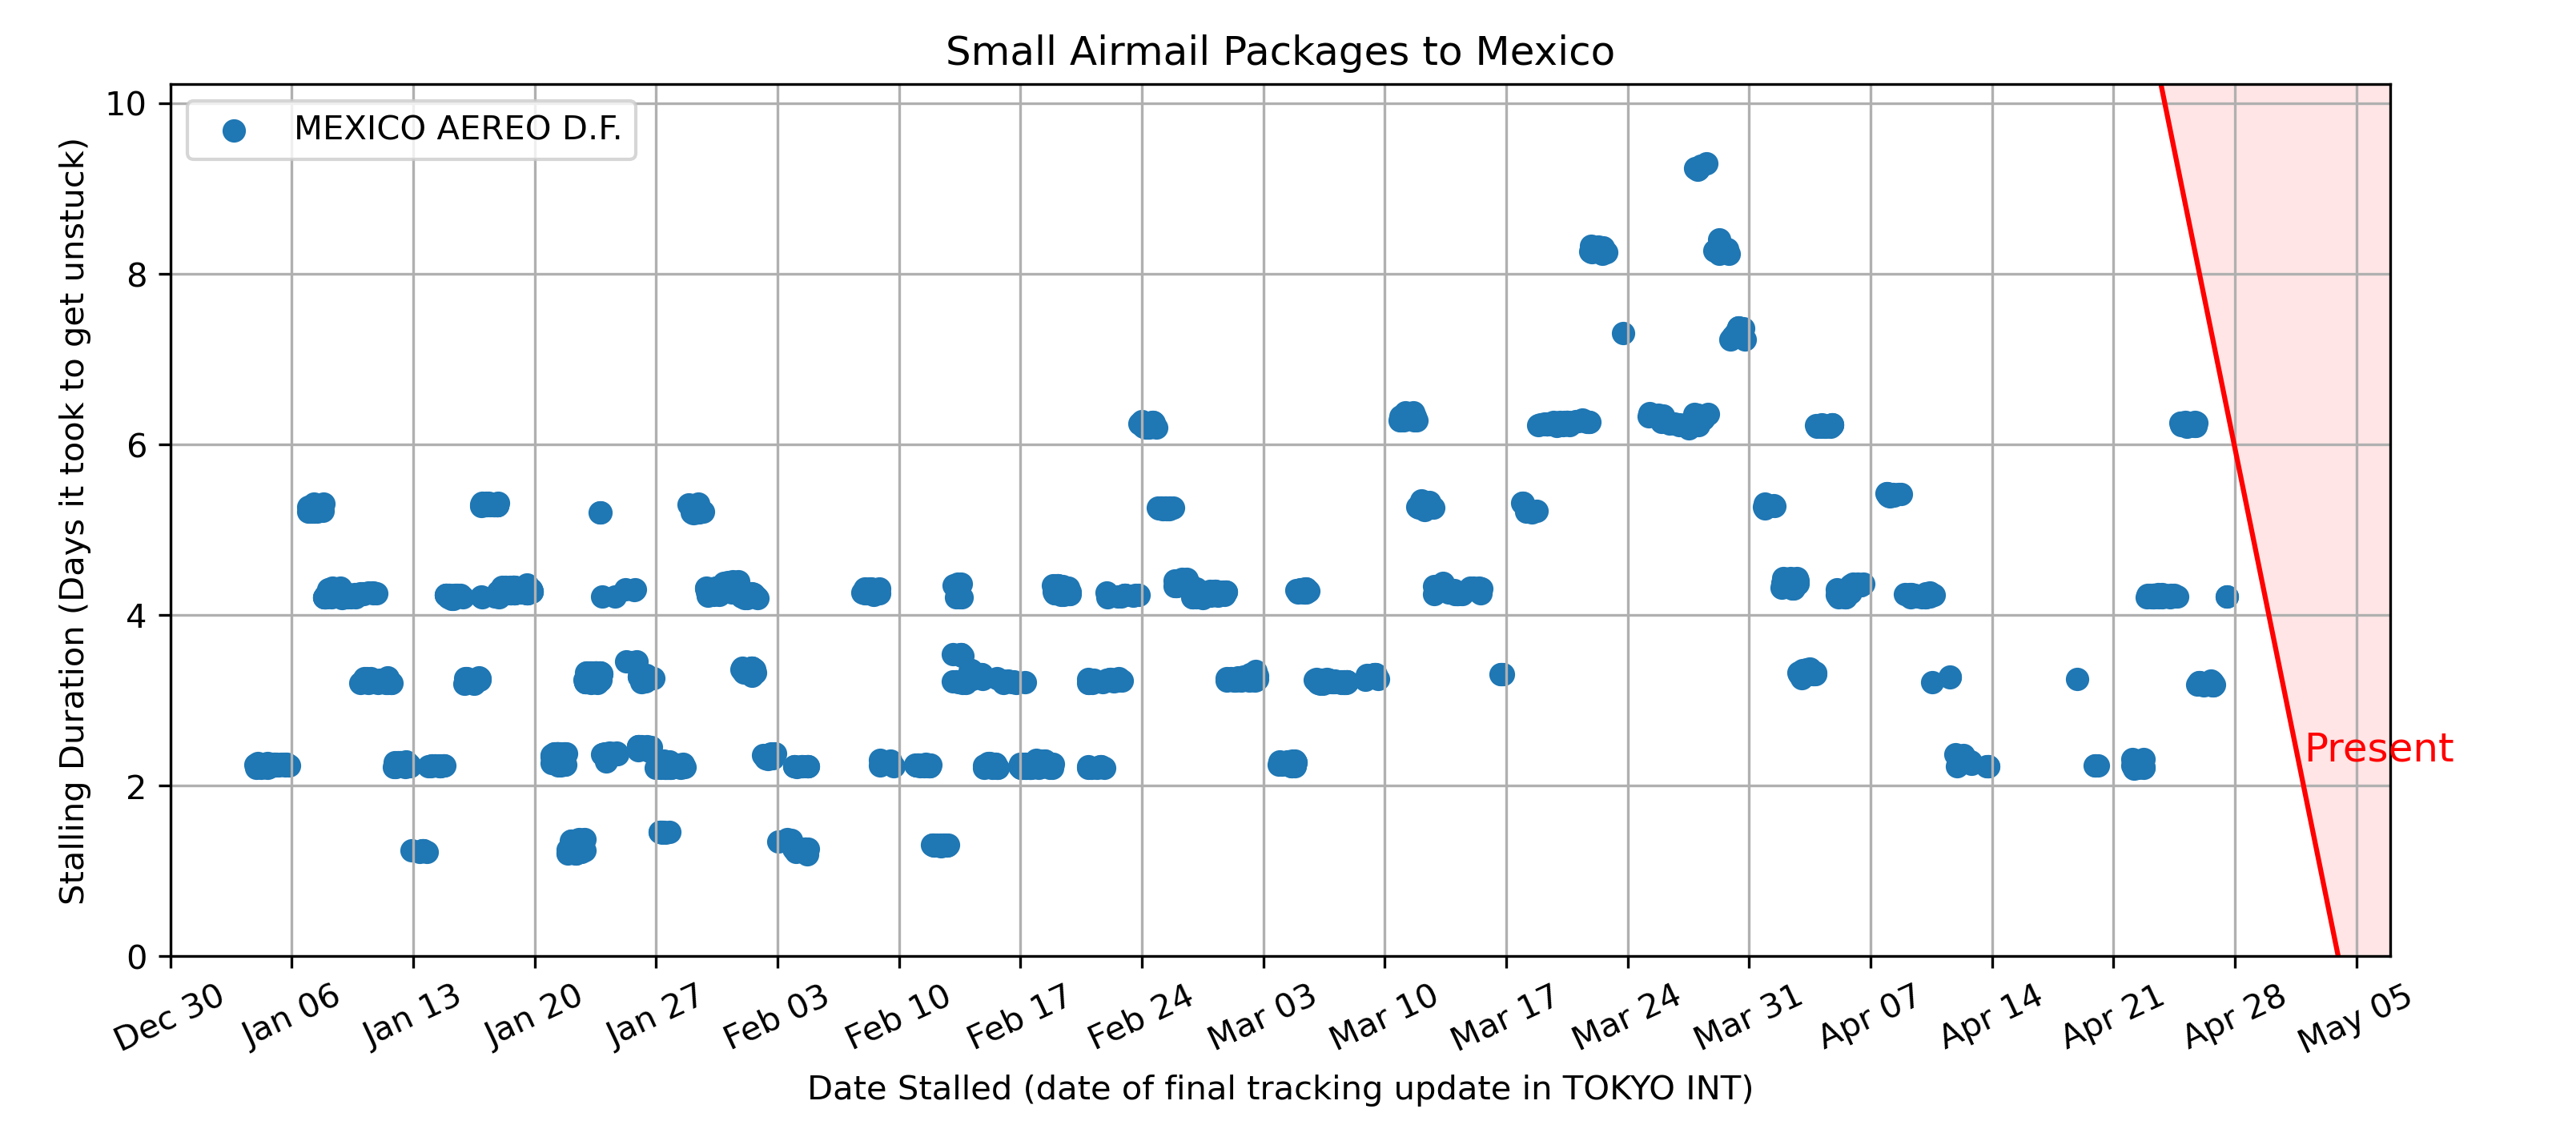 Small Airmail Packages to Mexico
MEXICO AEREO D.F.
Stalling Duration (Days it took to get unstuck)
10
8
6
4
2
0
Present
Dec 30
Jan 06
Jan 13
Jan 20
Jan 27
Feb 03
Feb 10
Feb 17
Feb 24
Mar 03
Mar 10
Mar 17
Mar 24
Mar 31
Apr 07
Apr 14
Apr 21
Apr 28
May 05
Date Stalled (date of final tracking update in TOKYO INT)